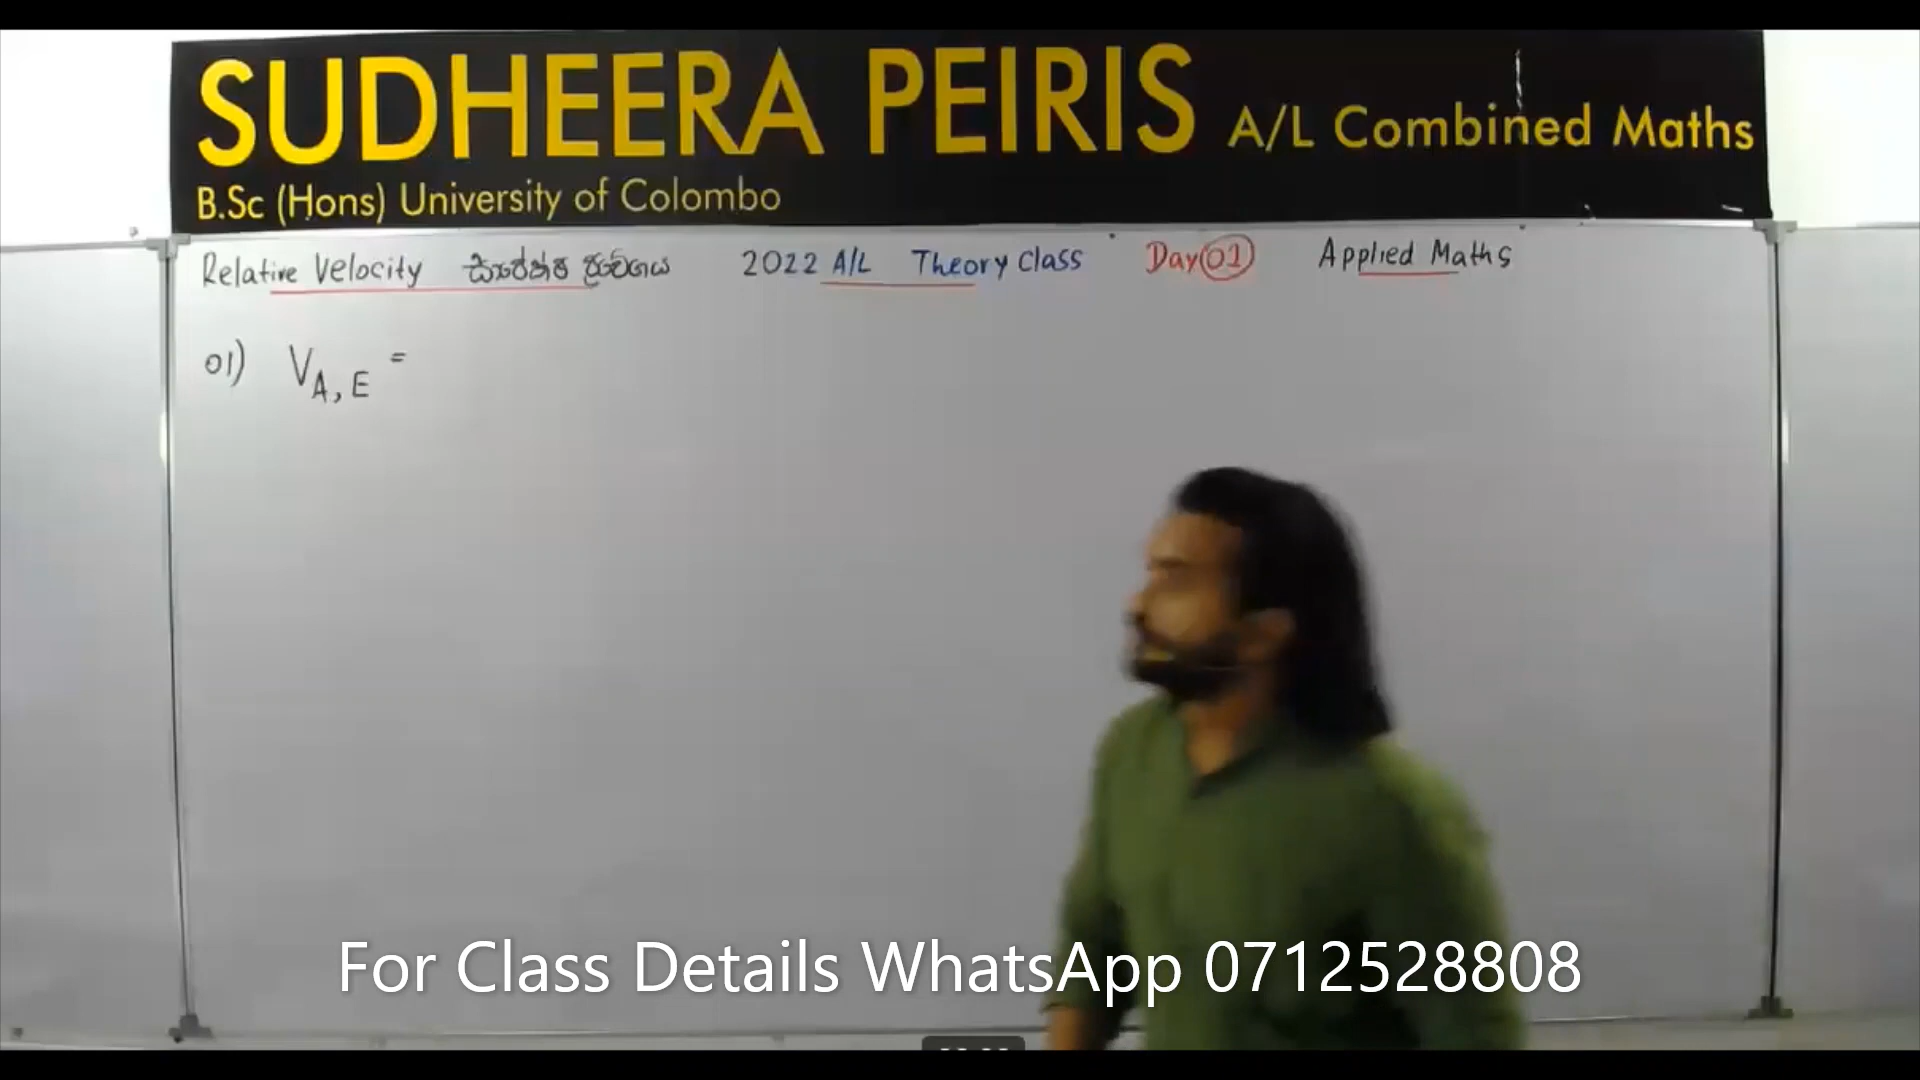 SUDHEERA PEIRIS A/L Combined Maths
B.Sc (Hons) University of Colombo
Relative Velocity සාපේක්ෂ ප්‍රවේගය 2022 A/L Theory Class Day 01 Applied Maths
01) V_A, E =
For Class Details WhatsApp 0712528808